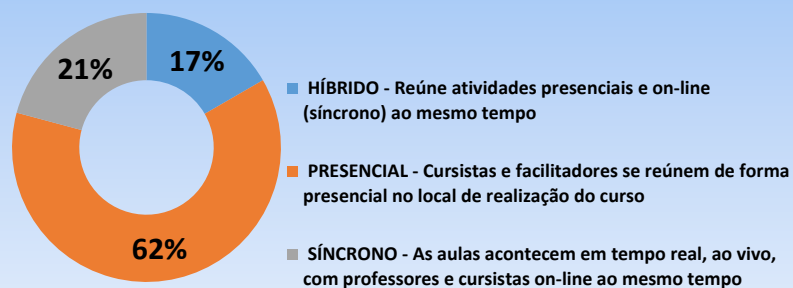 21%
17%
62%
HÍBRIDO - Reúne atividades presenciais e on-line
(síncrono) ao mesmo tempo
PRESENCIAL - Cursistas e facilitadores se reúnem de forma
presencial no local de realização do curso
SÍNCRONO - As aulas acontecem em tempo real, ao vivo,
com professores e cursistas on-line ao mesmo tempo